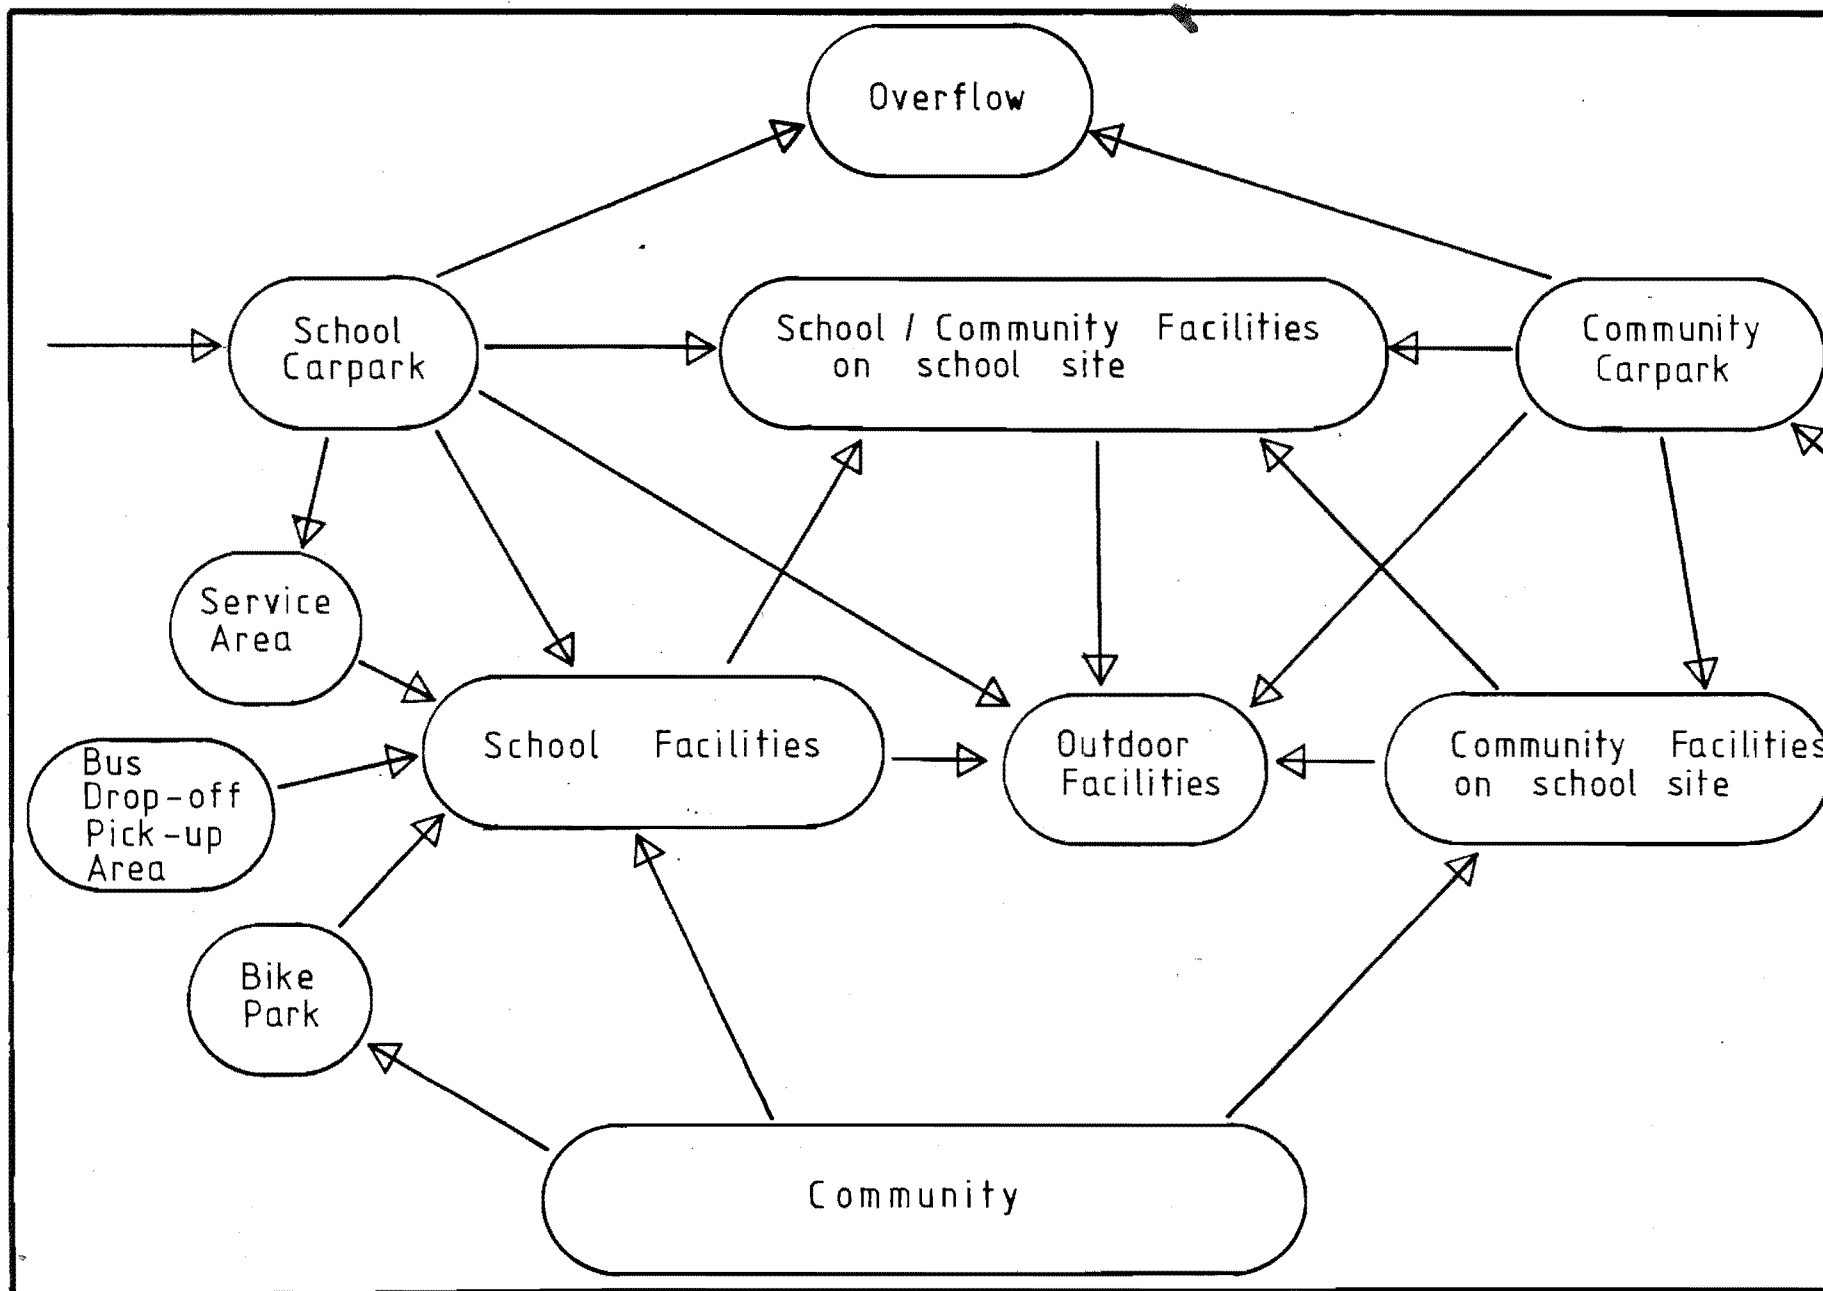 Overflow
School
Carpark
School / Community Facilities
on school site
Community
Carpark
Service
Area
School Facilities
Outdoor
Facilities
Community Facilities
on school site
Bus
Drop-off
Pick-up
Area
Bike
Park
Community